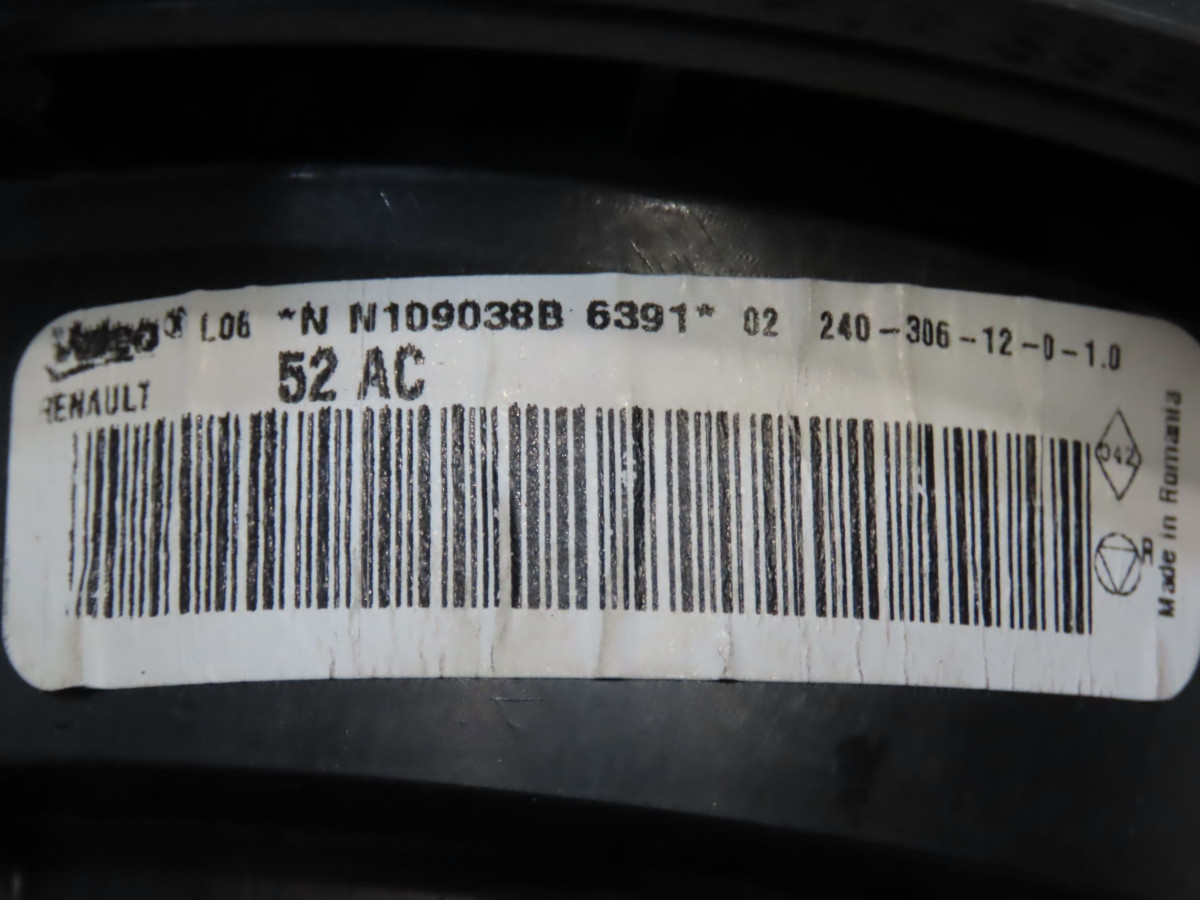 Valeo L06 *N N109038B 6391* 02 240-306-12-0-1.0
RENAULT 52 AC
042
R
Made in Romania